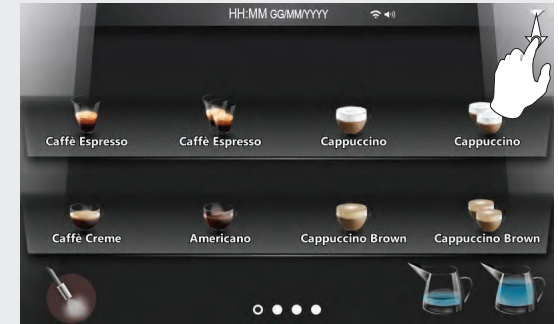 HH:MM GG/MM/YYYY
Caffè Espresso Caffè Espresso Cappuccino Cappuccino
Caffè Creme Americano Cappuccino Brown Cappuccino Brown